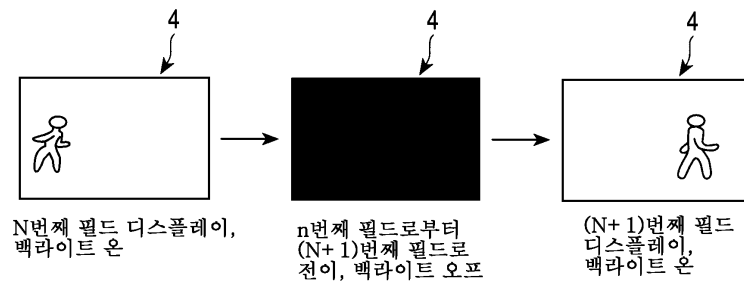 4
4
4
N번째 필드 디스플레이,
백라이트 온
n번째 필드로부터
(N+1)번째 필드로
전이, 백라이트 오프
(N+1)번째 필드
디스플레이,
백라이트 온